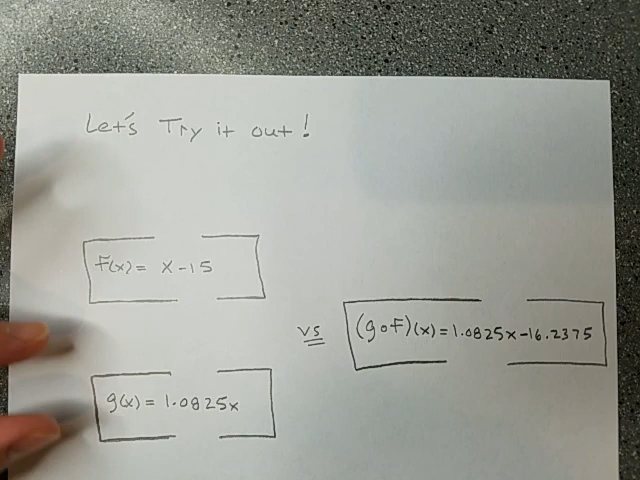 Let's Try it out!
F(x) = x - 15
vs
(g o F)(x) = 1.0825x - 16.2375
g(x) = 1.0825x